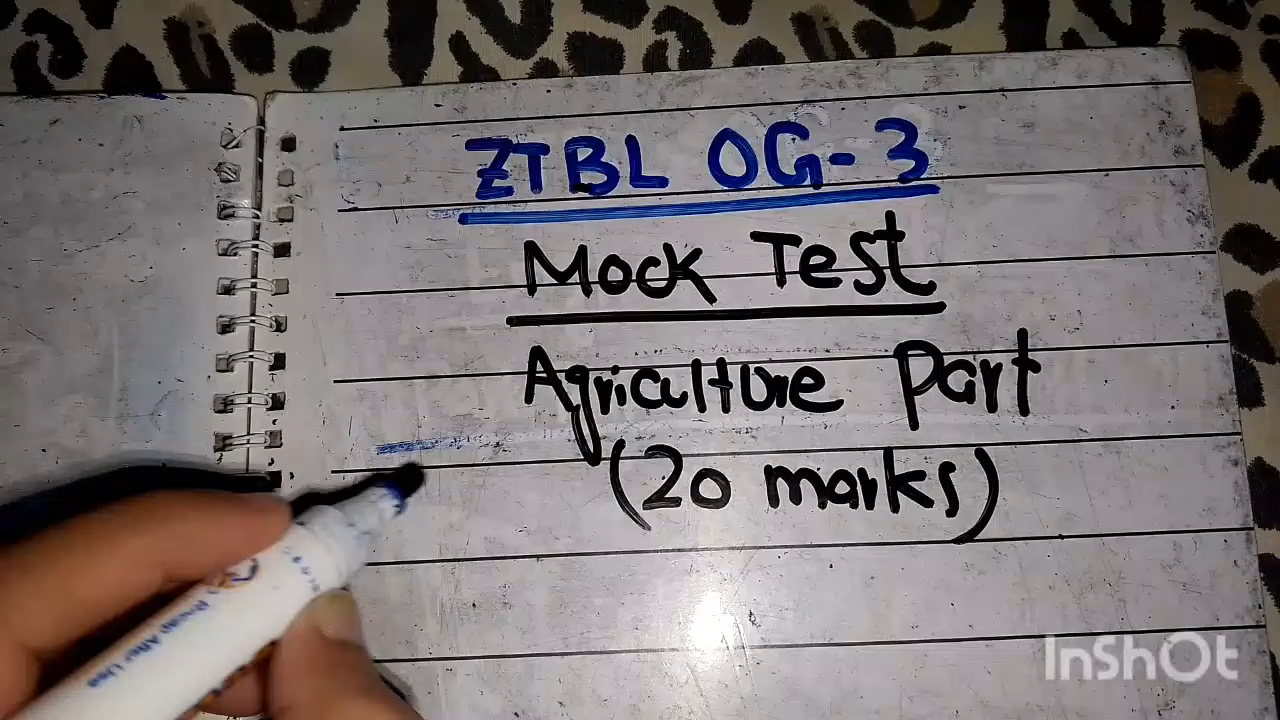 ZTBL OG-3
Mock Test
Agriculture Part
(20 marks)
InShOt